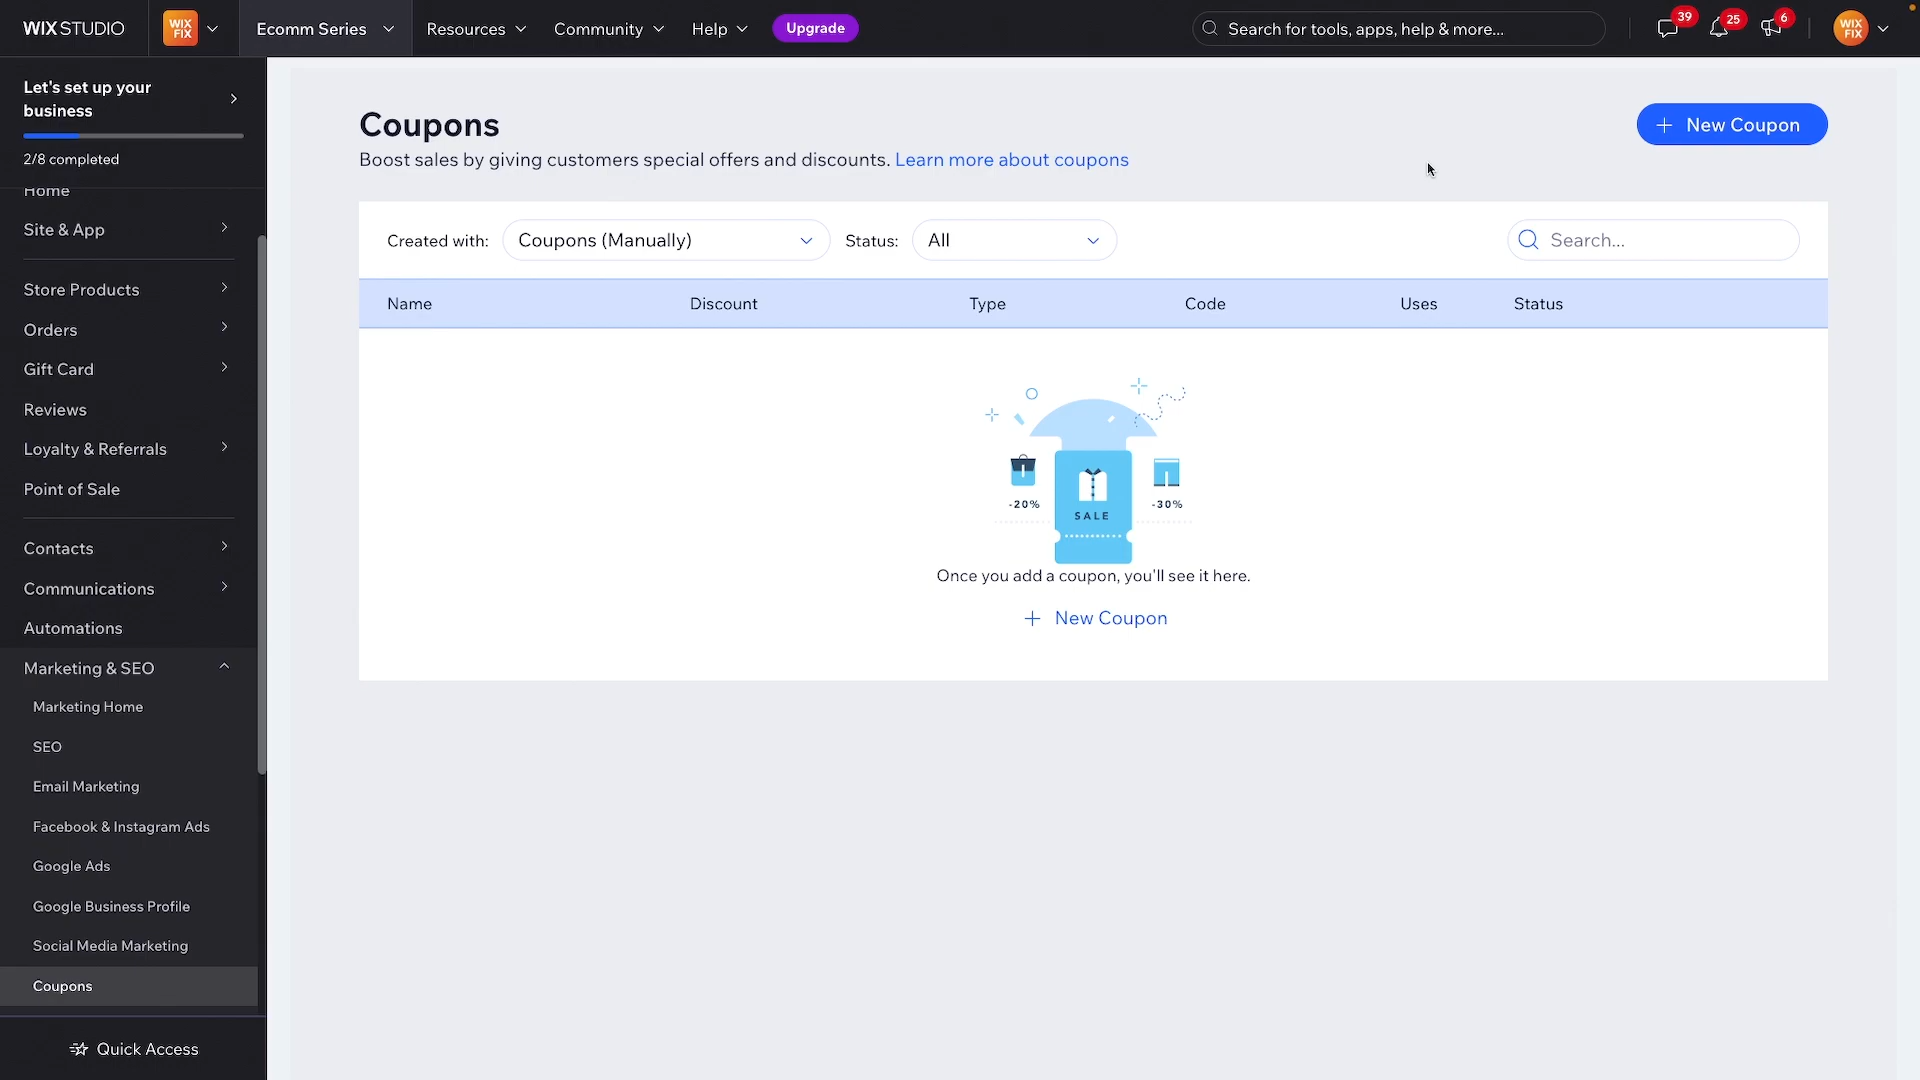 WIX STUDIO
WIX FIX
Ecomm Series
Resources
Community
Help
Upgrade
Search for tools, apps, help & more...
39
25
6
WIX FIX
Let's set up your
business
2/8 completed
Home
Site & App
Store Products
Orders
Gift Card
Reviews
Loyalty & Referrals
Point of Sale
Contacts
Communications
Automations
Marketing & SEO
Marketing Home
SEO
Email Marketing
Facebook & Instagram Ads
Google Ads
Google Business Profile
Social Media Marketing
Coupons
Quick Access
Coupons
Boost sales by giving customers special offers and discounts. Learn more about coupons
+ New Coupon
Created with: Coupons (Manually) Status: All
Search...
Name Discount Type Code Uses Status
-20% SALE -30%
Once you add a coupon, you'll see it here.
+ New Coupon